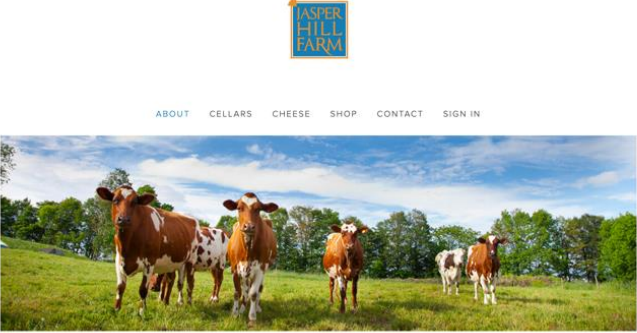 JASPER
HILL
FARM
ABOUT CELLARS CHEESE SHOP CONTACT SIGN IN